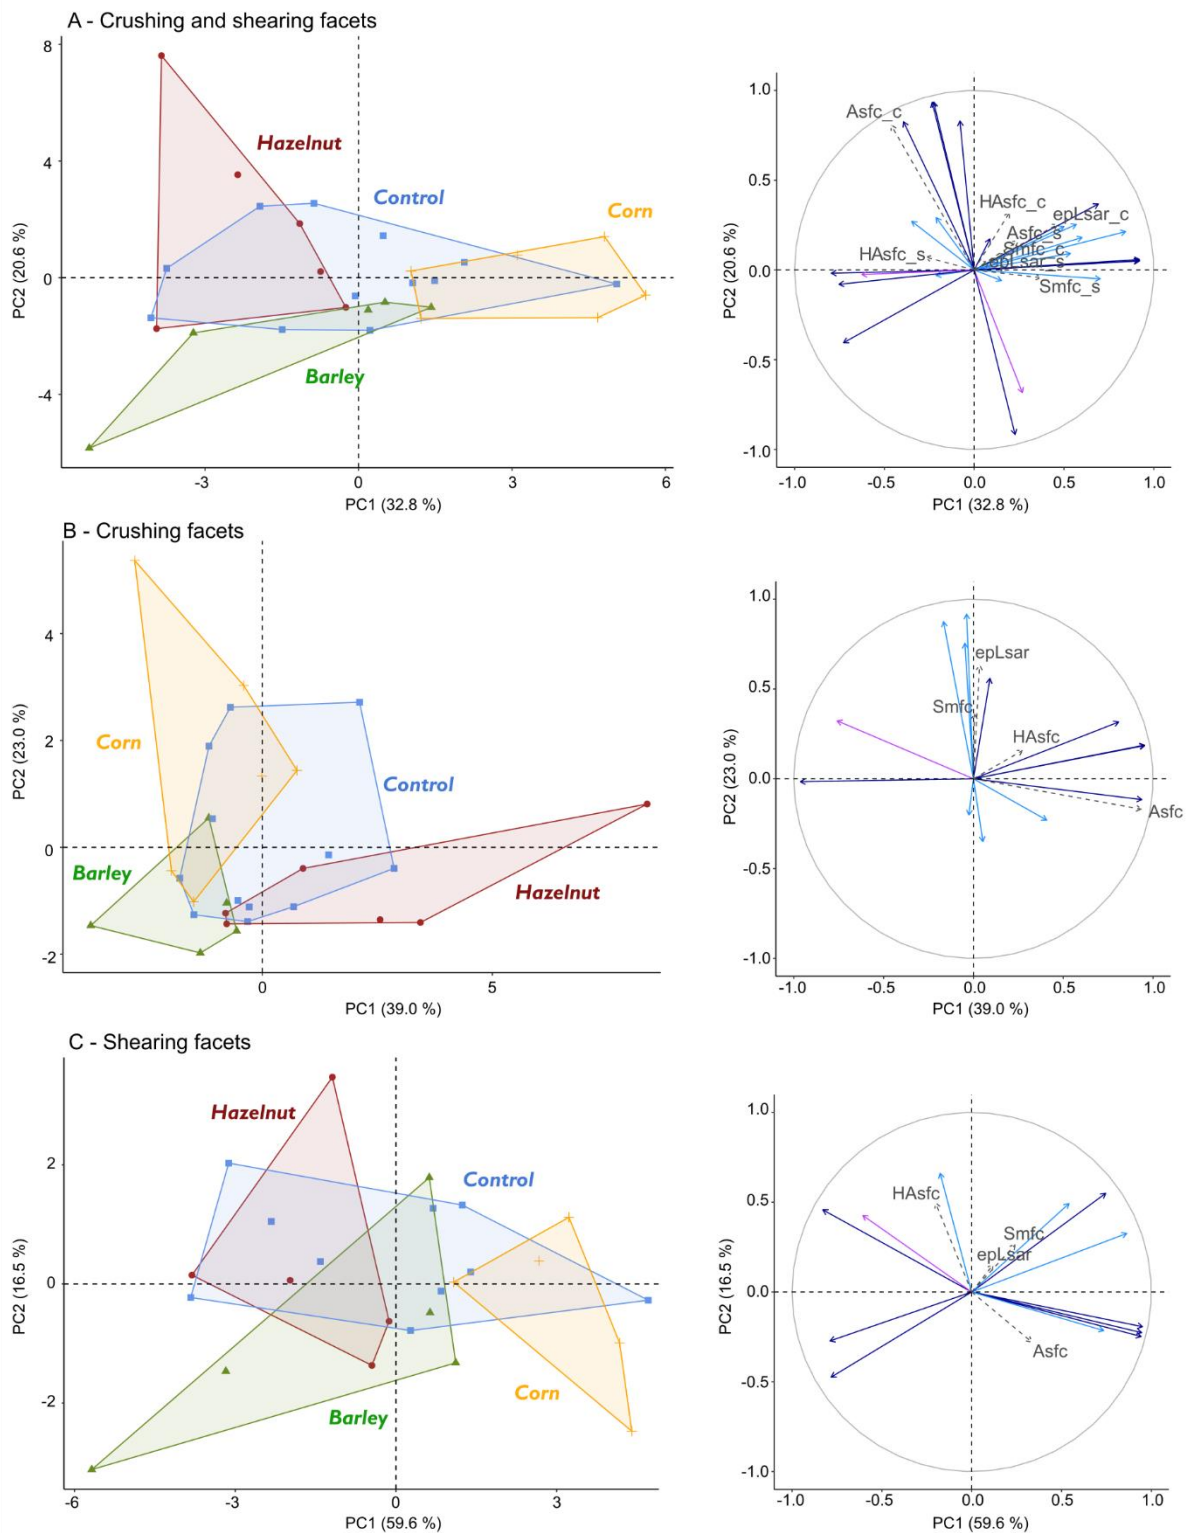 A - Crushing and shearing facets
8
4
0
-4
PC2 (20.6 %)
Hazelnut
Control
Corn
Barley
-3
0
3
6
PC1 (32.8 %)
1.0
0.5
0.0
-0.5
-1.0
PC2 (20.6 %)
Asfc_c
HAsfc_c
epLsar_c
Asfc_s
Smfc_c
HAsfc_s
epLsar_s
Smfc_s
-1.0
-0.5
0.0
0.5
1.0
PC1 (32.8 %)
B - Crushing facets
4
2
0
-2
PC2 (23.0 %)
Corn
Control
Barley
Hazelnut
0
5
PC1 (39.0 %)
1.0
0.5
0.0
-0.5
-1.0
PC2 (23.0 %)
epLsar
Smfc
HAsfc
Asfc
-1.0
-0.5
0.0
0.5
1.0
PC1 (39.0 %)
C - Shearing facets
2
0
-2
PC2 (16.5 %)
Hazelnut
Control
Corn
Barley
-6
-3
0
3
PC1 (59.6 %)
1.0
0.5
0.0
-0.5
-1.0
PC2 (16.5 %)
HAsfc
Smfc
epLsar
Asfc
-1.0
-0.5
0.0
0.5
1.0
PC1 (59.6 %)